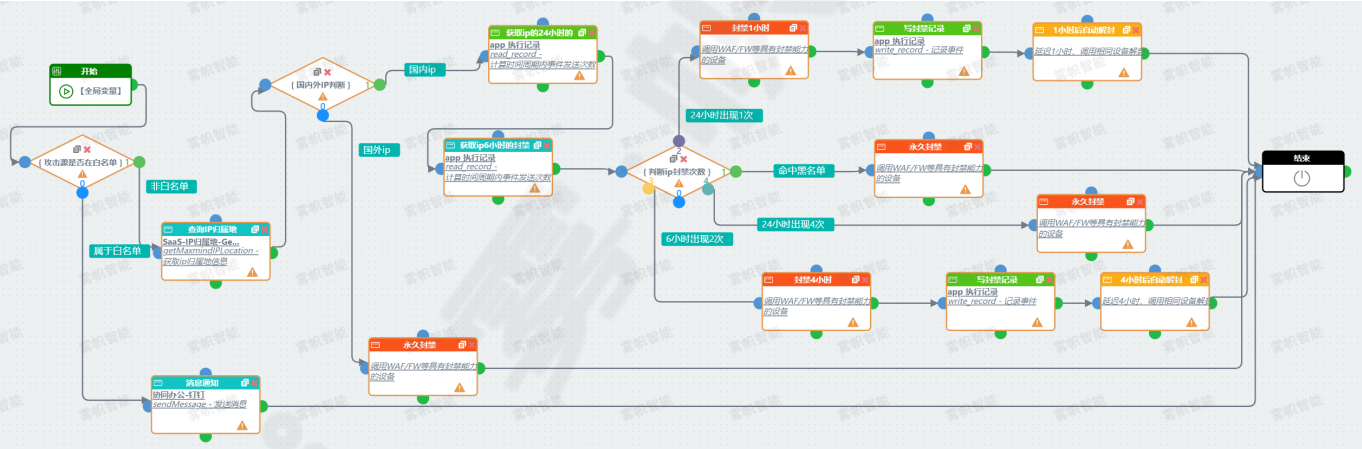 开始
【全局变量】
{ 攻击源是否在白名单 }
1
0
非白名单
属于白名单
查询IP归属地
SaaS-IP归属地-Ge...
getMaxmindIPLocation -
获取ip归属地信息
消息通知
协同办公-钉钉
sendMessage - 发送消息
{ 国内外IP判断 }
1
0
国内ip
国外ip
永久封禁
调用WAF/FW等具有封禁能力
的设备
获取ip的24小时的
app 执行记录
read_record -
计算时间周期内事件发送次数
获取ip6小时的封禁
app 执行记录
read_record -
计算时间周期内事件发送次数
{ 判断ip封禁次数 }
2
1
3
4
0
24小时出现1次
命中黑名单
24小时出现4次
6小时出现2次
封禁1小时
调用WAF/FW等具有封禁能力
的设备
写封禁记录
app 执行记录
write_record - 记录事件
1小时后自动解封
延迟1小时，调用相同设备解封
永久封禁
调用WAF/FW等具有封禁能力
的设备
永久封禁
调用WAF/FW等具有封禁能力
的设备
封禁4小时
调用WAF/FW等具有封禁能力
的设备
写封禁记录
app 执行记录
write_record - 记录事件
4小时后自动解封
延迟4小时，调用相同设备解封
结束
雾帜智能